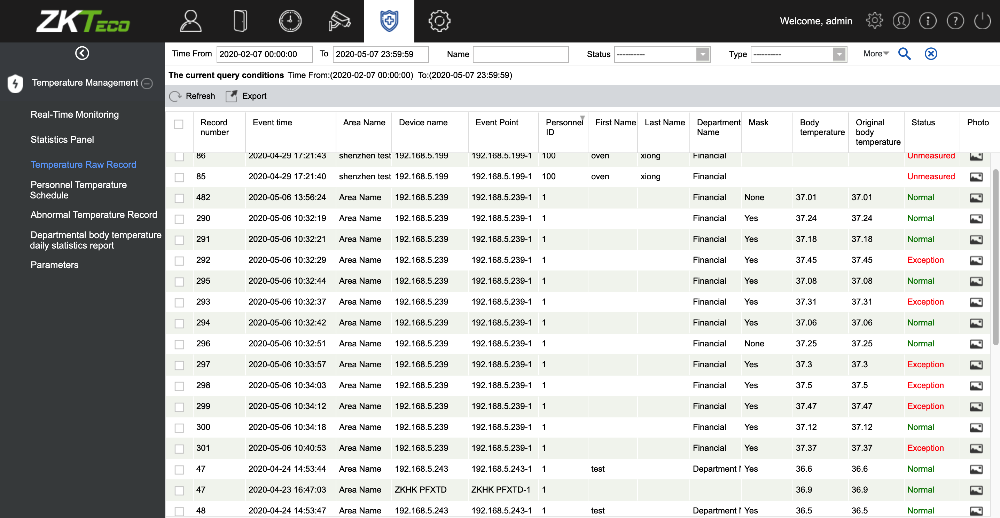 ZKTECO
Welcome, admin
Time From 2020-02-07 00:00:00 To 2020-05-07 23:59:59 Name Status ---------- Type ---------- More
The current query conditions Time From:(2020-02-07 00:00:00) To:(2020-05-07 23:59:59)
Refresh Export
Temperature Management
Real-Time Monitoring
Statistics Panel
Temperature Raw Record
Personnel Temperature
Schedule
Abnormal Temperature Record
Departmental body temperature
daily statistics report
Parameters
Record number Event time Area Name Device name Event Point Personnel ID First Name Last Name Department Name Mask Body temperature Original body temperature Status Photo
86 2020-04-29 17:21:43 shenzhen test 192.168.5.199 192.168.5.199-1 100 oven xiong Financial Unmeasured
85 2020-04-29 17:21:40 shenzhen test 192.168.5.199 192.168.5.199-1 100 oven xiong Financial Unmeasured
482 2020-05-06 13:56:24 Area Name 192.168.5.239 192.168.5.239-1 1 Financial None 37.01 37.01 Normal
290 2020-05-06 10:32:19 Area Name 192.168.5.239 192.168.5.239-1 1 Financial Yes 37.24 37.24 Normal
291 2020-05-06 10:32:21 Area Name 192.168.5.239 192.168.5.239-1 1 Financial Yes 37.18 37.18 Normal
292 2020-05-06 10:32:29 Area Name 192.168.5.239 192.168.5.239-1 1 Financial Yes 37.45 37.45 Exception
295 2020-05-06 10:32:44 Area Name 192.168.5.239 192.168.5.239-1 1 Financial Yes 37.08 37.08 Normal
293 2020-05-06 10:32:37 Area Name 192.168.5.239 192.168.5.239-1 1 Financial Yes 37.31 37.31 Exception
294 2020-05-06 10:32:42 Area Name 192.168.5.239 192.168.5.239-1 1 Financial Yes 37.06 37.06 Normal
296 2020-05-06 10:32:51 Area Name 192.168.5.239 192.168.5.239-1 1 Financial None 37.25 37.25 Normal
297 2020-05-06 10:33:57 Area Name 192.168.5.239 192.168.5.239-1 1 Financial Yes 37.3 37.3 Exception
298 2020-05-06 10:34:03 Area Name 192.168.5.239 192.168.5.239-1 1 Financial Yes 37.5 37.5 Exception
299 2020-05-06 10:34:12 Area Name 192.168.5.239 192.168.5.239-1 1 Financial Yes 37.47 37.47 Exception
300 2020-05-06 10:34:18 Area Name 192.168.5.239 192.168.5.239-1 1 Financial Yes 37.12 37.12 Normal
301 2020-05-06 10:40:53 Area Name 192.168.5.239 192.168.5.239-1 1 Financial Yes 37.37 37.37 Exception
47 2020-04-24 14:53:44 Area Name 192.168.5.243 192.168.5.243-1 1 test Department Yes 36.6 36.6 Normal
47 2020-04-23 16:47:03 Area Name ZKHK PFXTD ZKHK PFXTD-1 1 36.9 36.9 Normal
48 2020-04-24 14:53:47 Area Name 192.168.5.243 192.168.5.243-1 1 test Department Yes 36.5 36.5 Normal